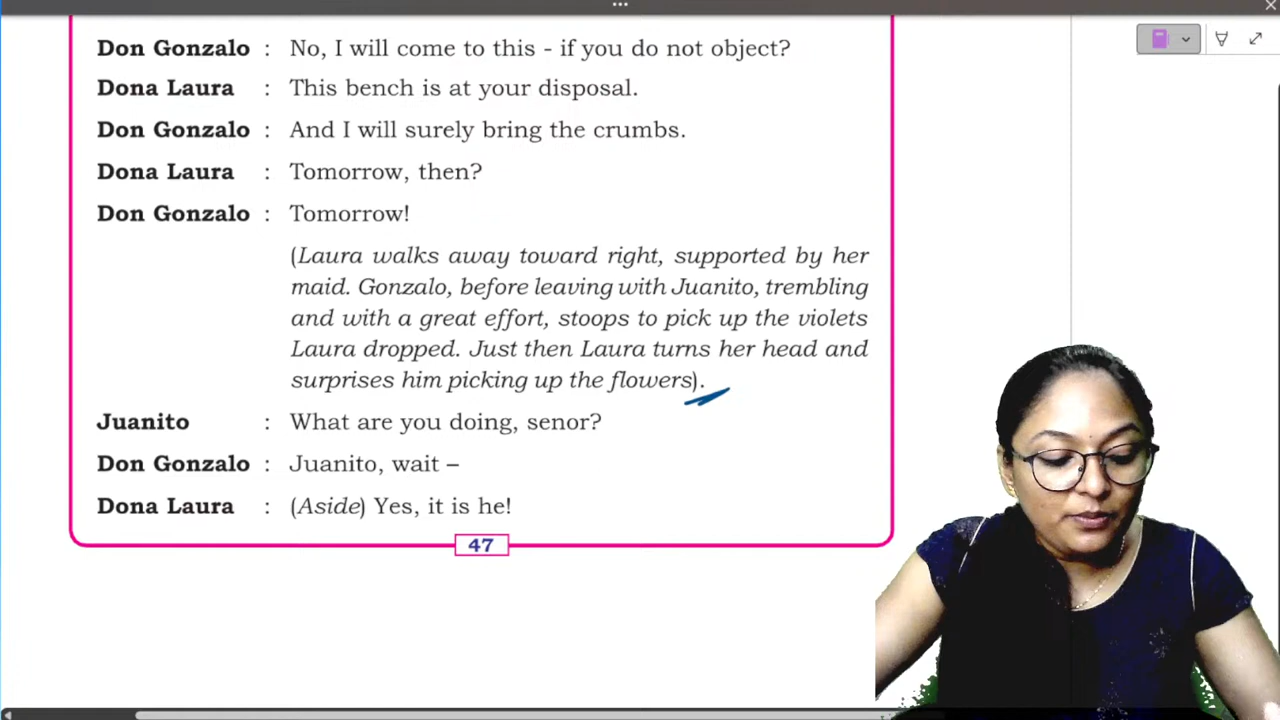 Don Gonzalo : No, I will come to this - if you do not object?
Dona Laura : This bench is at your disposal.
Don Gonzalo : And I will surely bring the crumbs.
Dona Laura : Tomorrow, then?
Don Gonzalo : Tomorrow!
(Laura walks away toward right, supported by her
maid. Gonzalo, before leaving with Juanito, trembling
and with a great effort, stoops to pick up the violets
Laura dropped. Just then Laura turns her head and
surprises him picking up the flowers).
Juanito : What are you doing, senor?
Don Gonzalo : Juanito, wait –
Dona Laura : (Aside) Yes, it is he!
47